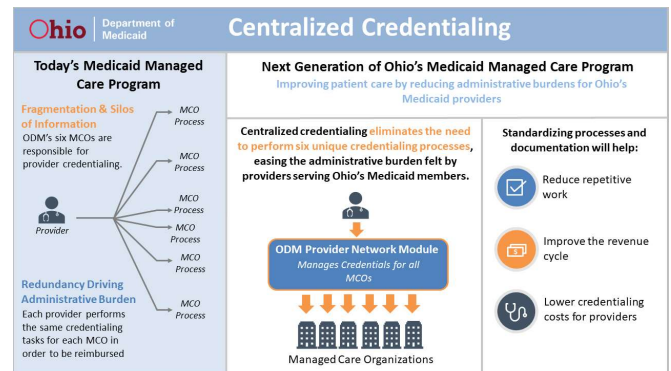 Ohio
Department of
Medicaid
Centralized Credentialing
Today's Medicaid Managed
Care Program
Fragmentation & Silos
of Information
ODM's six MCOs are
responsible for
provider credentialing.
Provider
MCO
Process
MCO
Process
MCO
Process
MCO
Process
MCO
Process
MCO
Process
Redundancy Driving
Administrative Burden
Each provider performs
the same credentialing
tasks for each MCO in
order to be reimbursed
Next Generation of Ohio's Medicaid Managed Care Program
Improving patient care by reducing administrative burdens for Ohio's
Medicaid providers
Centralized credentialing eliminates the need
to perform six unique credentialing processes,
easing the administrative burden felt by
providers serving Ohio's Medicaid members.
ODM Provider Network Module
Manages Credentials for all
MCOs
Managed Care Organizations
Standardizing processes and
documentation will help:
Reduce repetitive
work
Improve the revenue
cycle
Lower credentialing
costs for providers